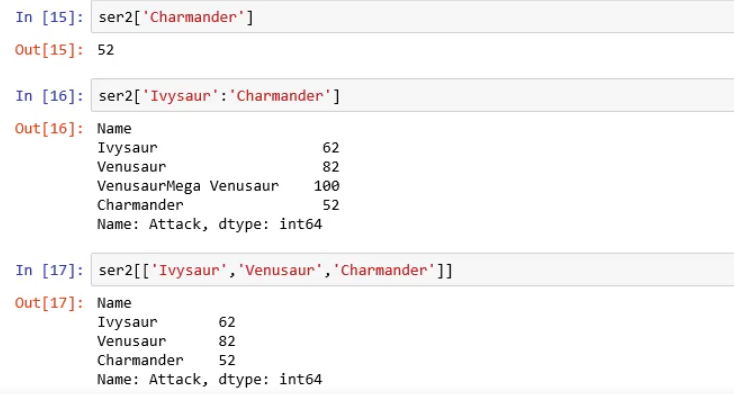 In [15]: ser2['Charmander']
Out[15]: 52
In [16]: ser2['Ivysaur':'Charmander']
Out[16]: Name
Ivysaur                   62
Venusaur                  82
VenusaurMega Venusaur    100
Charmander                52
Name: Attack, dtype: int64
In [17]: ser2[['Ivysaur','Venusaur','Charmander']]
Out[17]: Name
Ivysaur       62
Venusaur      82
Charmander    52
Name: Attack, dtype: int64